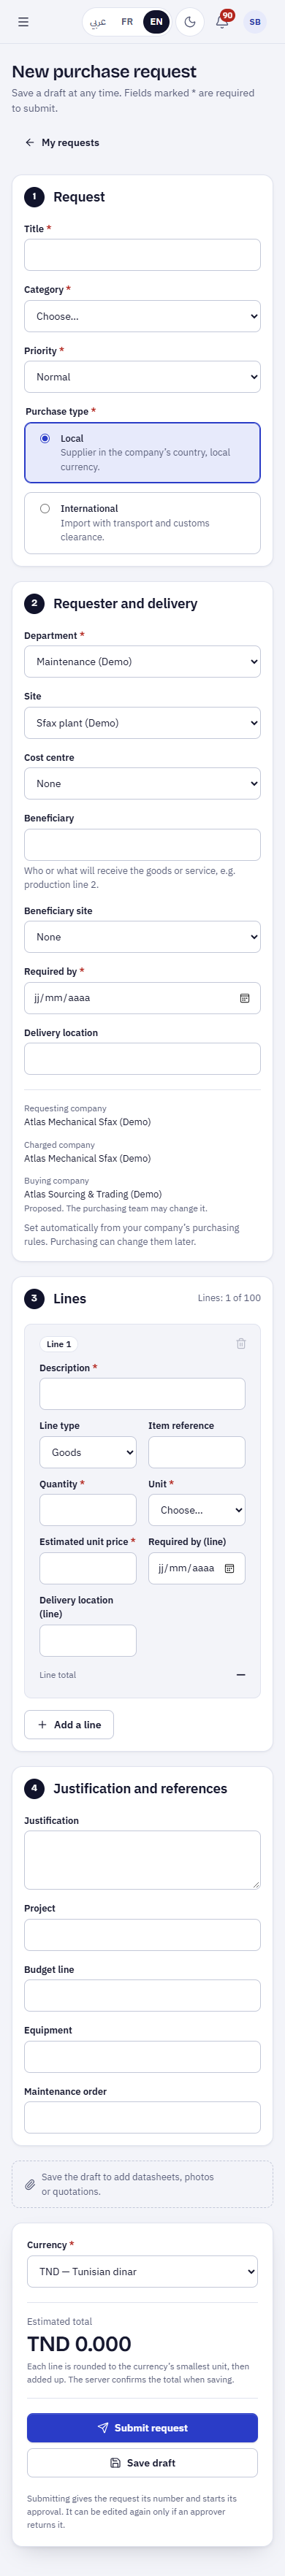 عربي FR EN 90 SB
New purchase request
Save a draft at any time. Fields marked * are required
to submit.
My requests
1 Request
Title *
Category *
Choose...
Priority *
Normal
Purchase type *
Local
Supplier in the company's country, local
currency.
International
Import with transport and customs
clearance.
2 Requester and delivery
Department *
Maintenance (Demo)
Site
Sfax plant (Demo)
Cost centre
None
Beneficiary
Who or what will receive the goods or service, e.g.
production line 2.
Beneficiary site
None
Required by *
jj/mm/aaaa
Delivery location
Requesting company
Atlas Mechanical Sfax (Demo)
Charged company
Atlas Mechanical Sfax (Demo)
Buying company
Atlas Sourcing & Trading (Demo)
Proposed. The purchasing team may change it.
Set automatically from your company's purchasing
rules. Purchasing can change them later.
3 Lines Lines: 1 of 100
Line 1
Description *
Line type Item reference
Goods
Quantity * Unit *
Choose...
Estimated unit price * Required by (line)
jj/mm/aaaa
Delivery location
(line)
Line total —
Add a line
4 Justification and references
Justification
Project
Budget line
Equipment
Maintenance order
Save the draft to add datasheets, photos
or quotations.
Currency *
TND — Tunisian dinar
Estimated total
TND 0.000
Each line is rounded to the currency's smallest unit, then
added up. The server confirms the total when saving.
Submit request
Save draft
Submitting gives the request its number and starts its
approval. It can be edited again only if an approver
returns it.